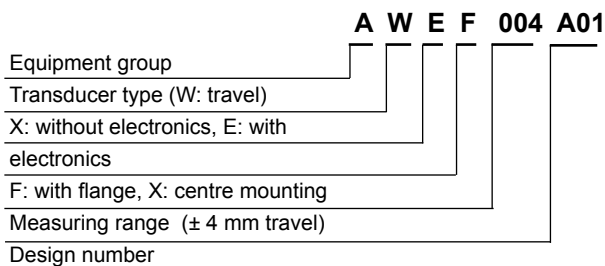 A W E F 004 A01
Equipment group
Transducer type (W: travel)
X: without electronics, E: with
electronics
F: with flange, X: centre mounting
Measuring range (± 4 mm travel)
Design number